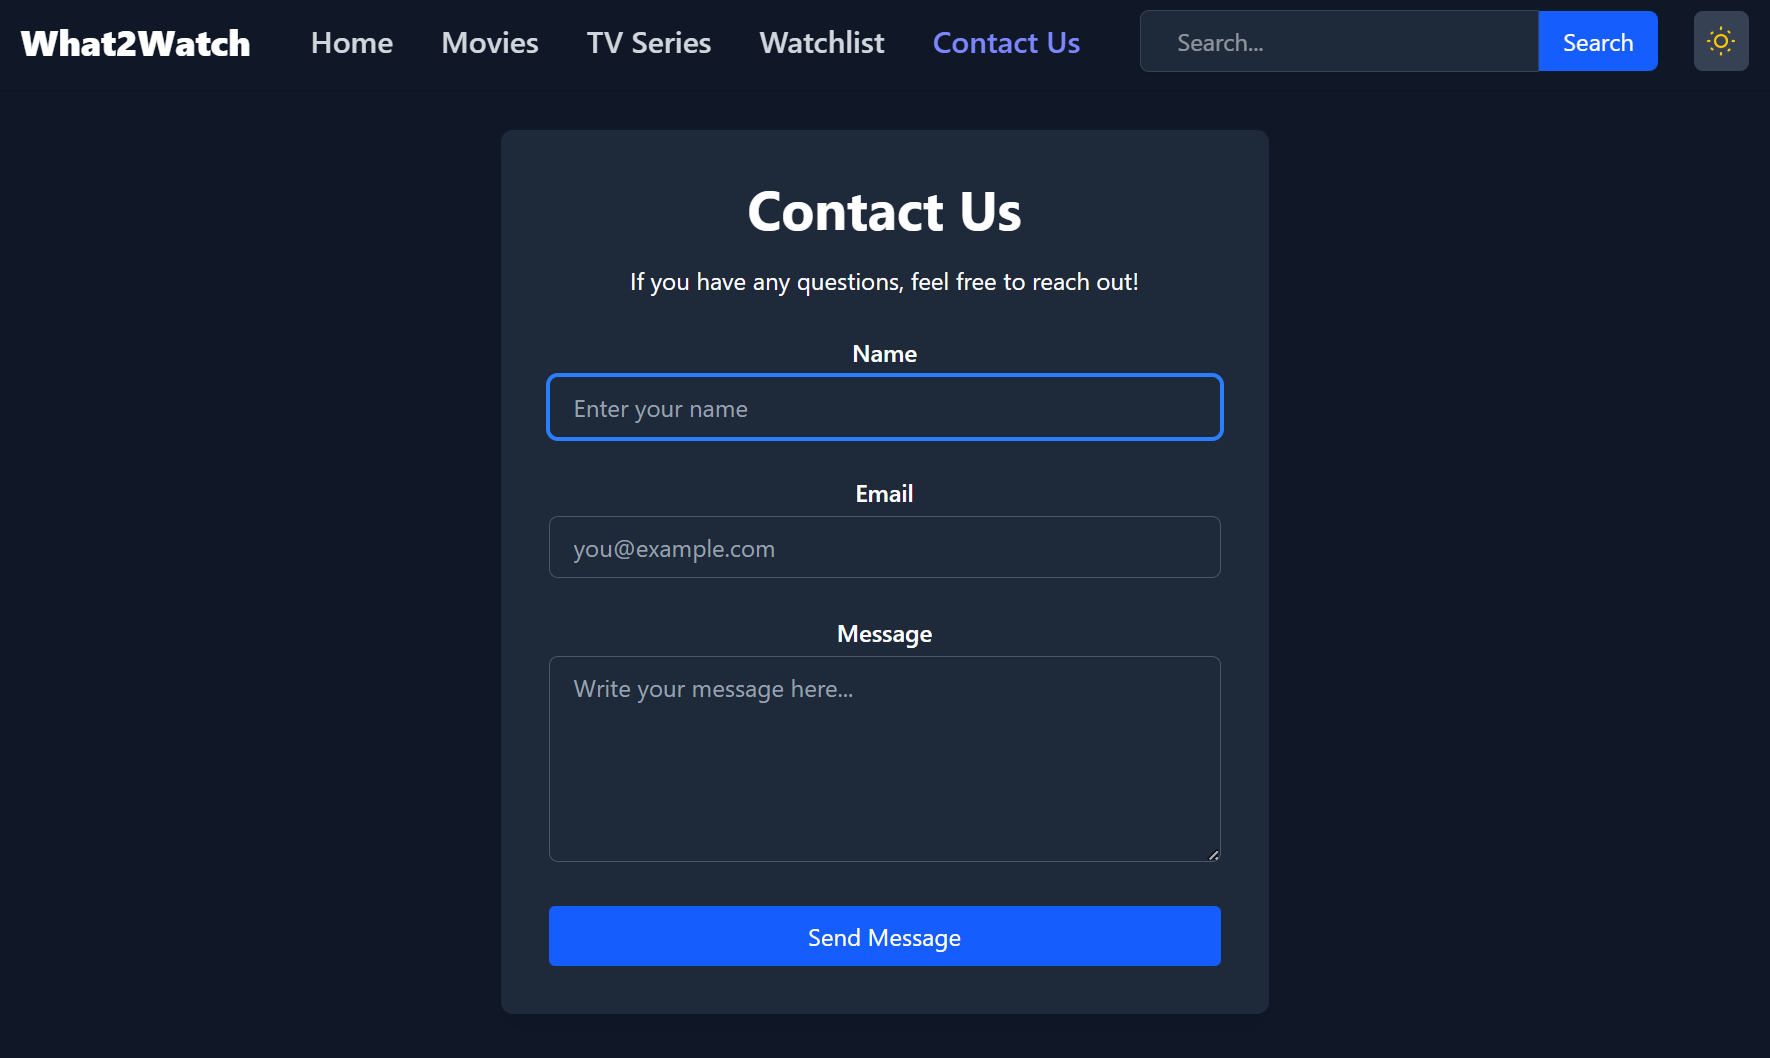 What2Watch Home Movies TV Series Watchlist Contact Us Search... Search
Contact Us
If you have any questions, feel free to reach out!
Name
Enter your name
Email
you@example.com
Message
Write your message here...
Send Message